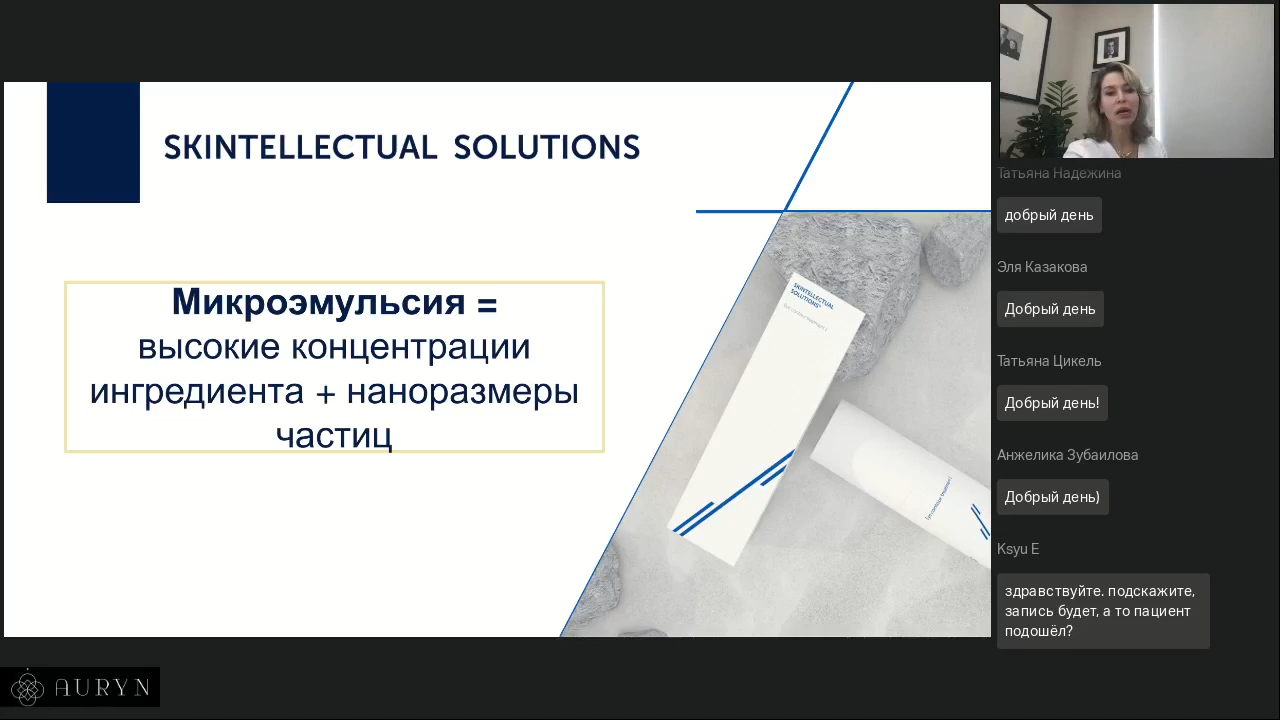 SKINTELLECTUAL SOLUTIONS
Микроэмульсия =
высокие концентрации
ингредиента + наноразмеры
частиц
SKINTELLECTUAL
SOLUTIONS
Татьяна Надежина
добрый день
Эля Казакова
Добрый день
Татьяна Цикель
Добрый день!
Анжелика Зубаилова
Добрый день)
Ksyu E
здравствуйте. подскажите,
запись будет, а то пациент
подошёл?
AURYN